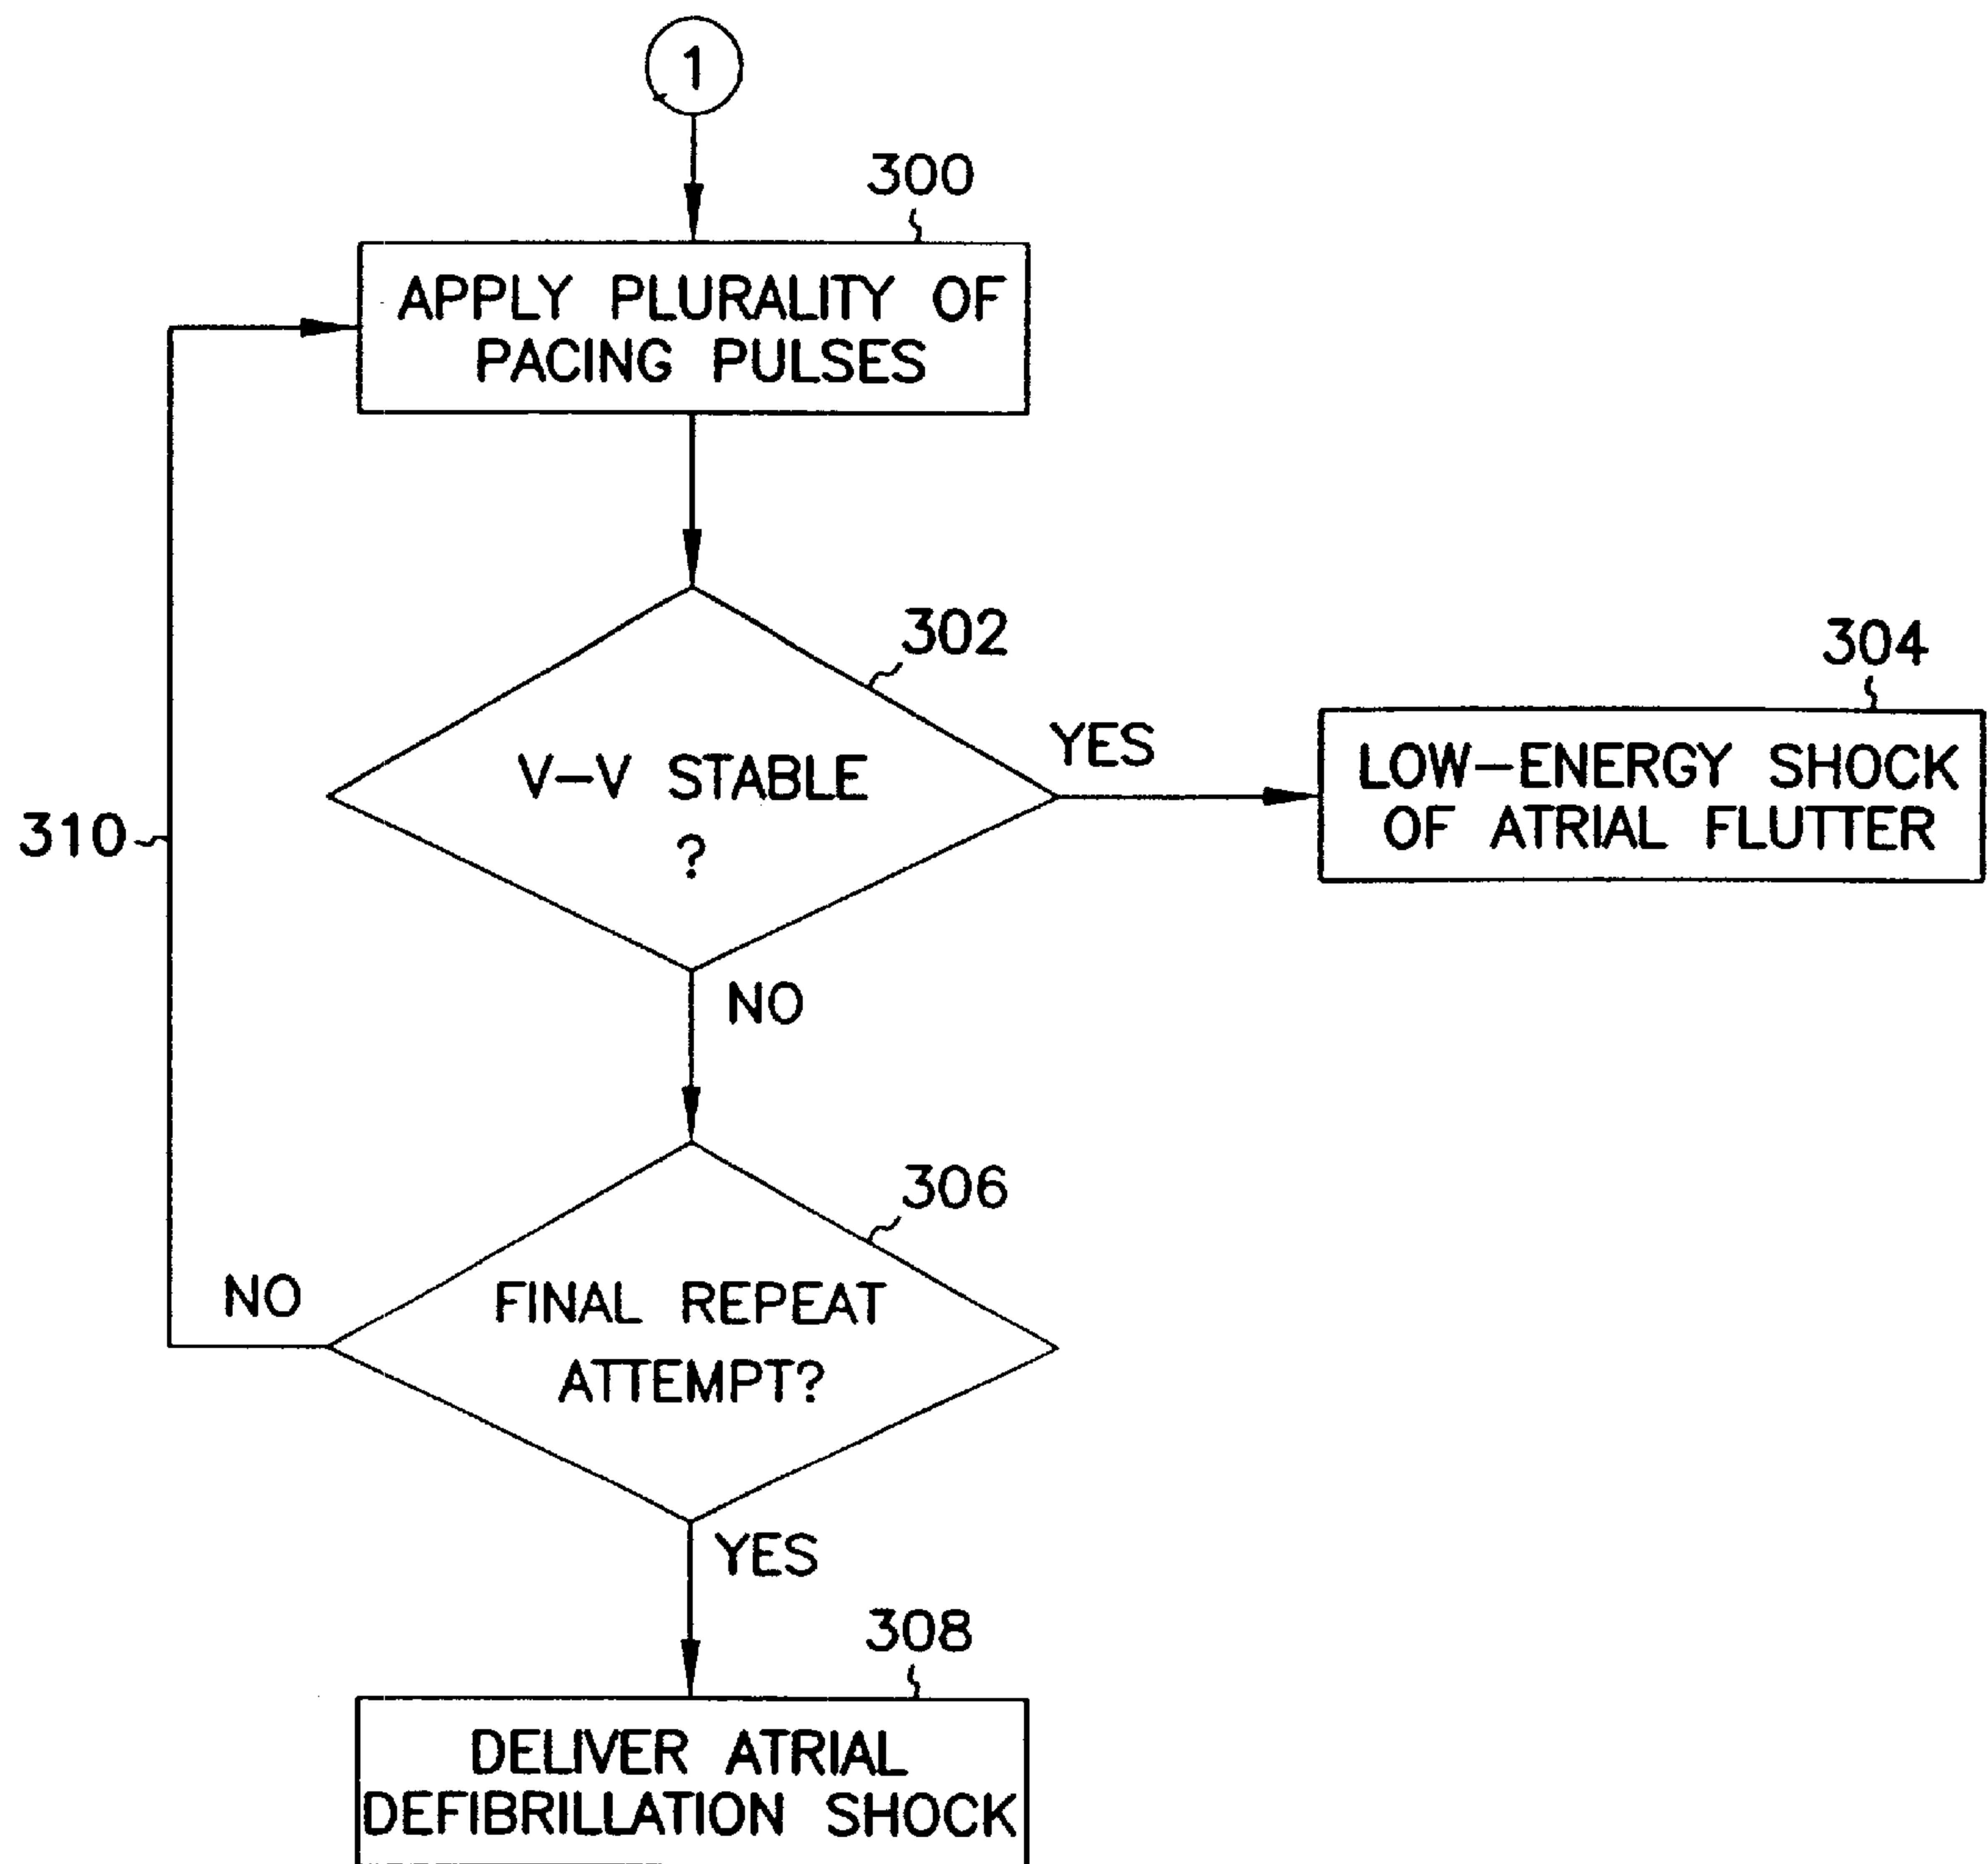 1
300
APPLY PLURALITY OF
PACING PULSES
302
304
V-V STABLE
?
YES
LOW-ENERGY SHOCK
OF ATRIAL FLUTTER
310
NO
306
NO
FINAL REPEAT
ATTEMPT?
YES
308
DELIVER ATRIAL
DEFIBRILLATION SHOCK